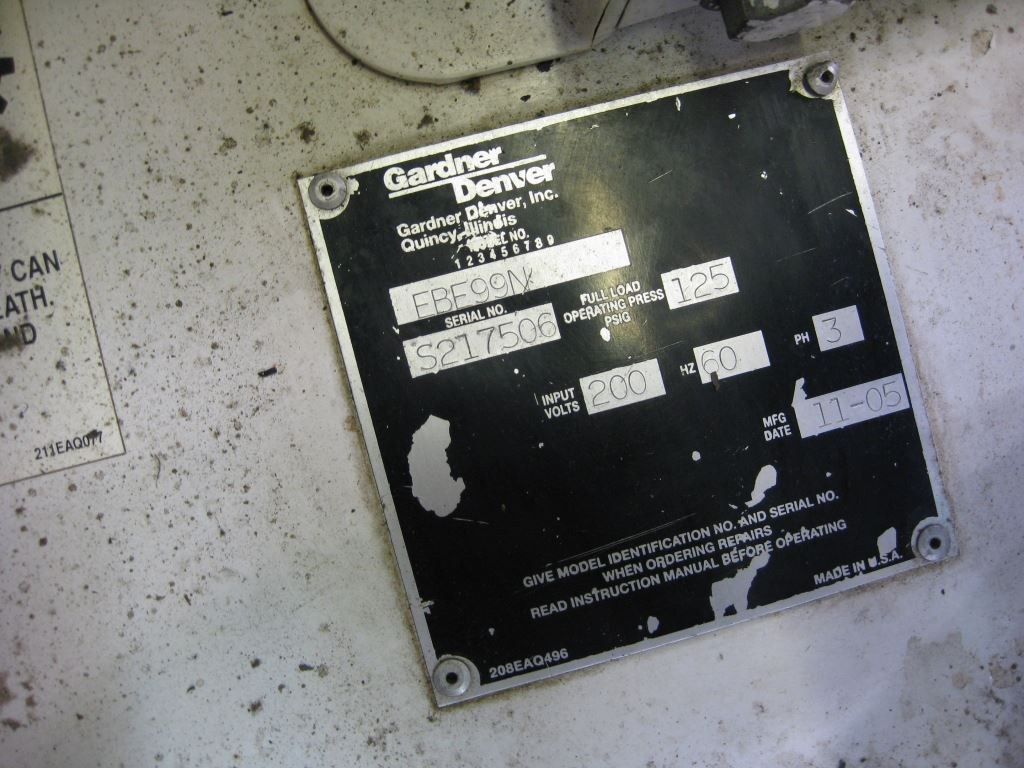 CAN
EATH.
ND
211EAQ077
Gardner
Denver
Gardner Denver, Inc.
Quincy, Illinois
MODEL NO.
1 2 3 4 5 6 7 8 9
EBE99N
SERIAL NO.
S217506
FULL LOAD
OPERATING PRESS
PSIG
125
INPUT
VOLTS
200
HZ
60
PH
3
MFG
DATE
11-05
GIVE MODEL IDENTIFICATION NO. AND SERIAL NO.
WHEN ORDERING REPAIRS
READ INSTRUCTION MANUAL BEFORE OPERATING
MADE IN U.S.A.
208EAQ496